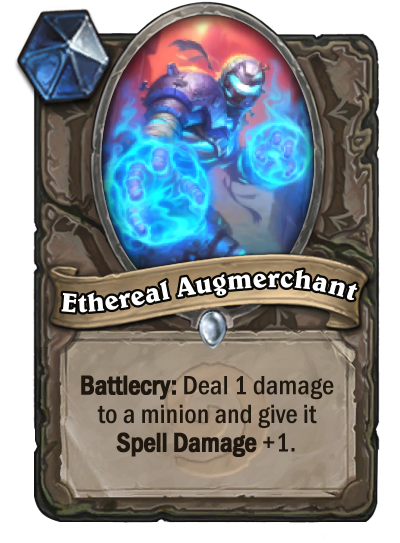 Ethereal Augmerchant
Battlecry: Deal 1 damage
to a minion and give it
Spell Damage +1.